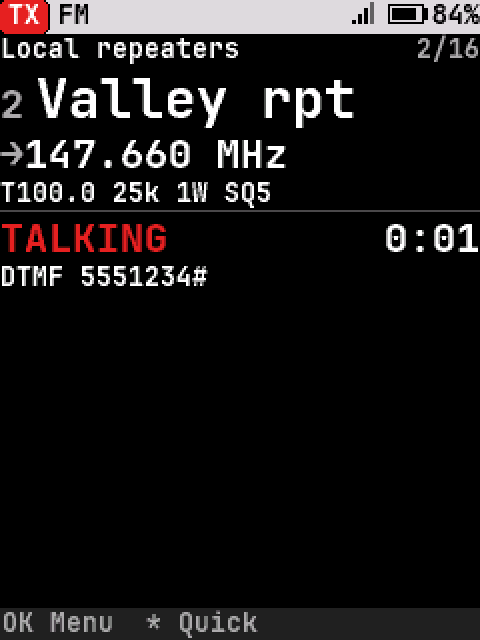 TX FM 84%
Local repeaters 2/16
2 Valley rpt
→147.660 MHz
T100.0 25k 1W SQ5
TALKING 0:01
DTMF 5551234#
OK Menu * Quick